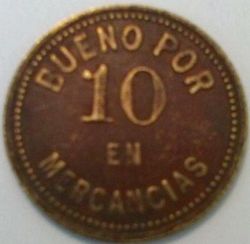 BUENO POR
10
EN
MERCANCIAS